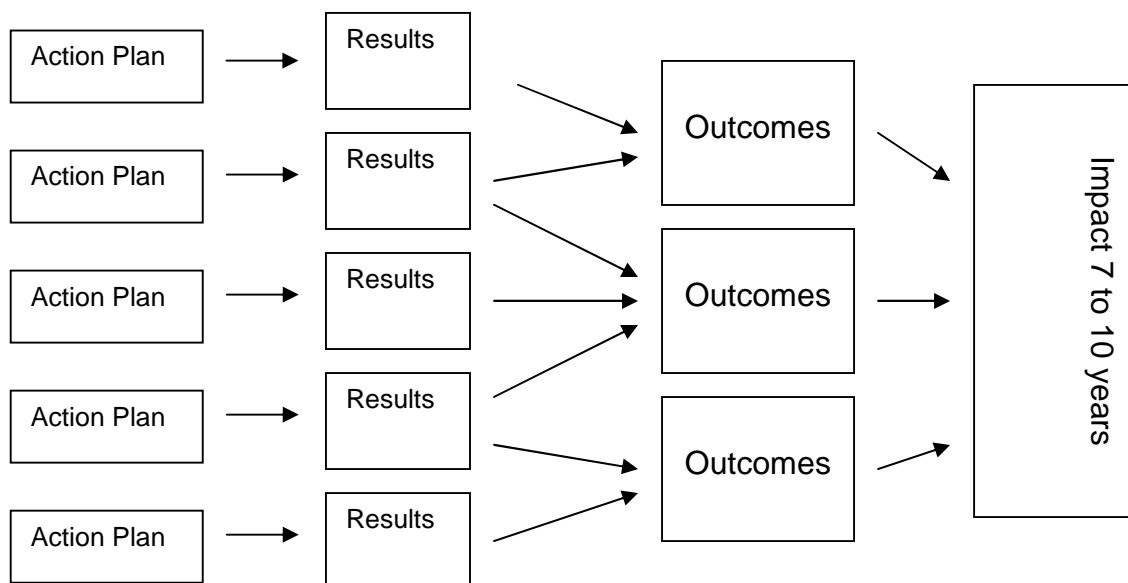 Action Plan
Results
Action Plan
Results
Action Plan
Results
Action Plan
Results
Action Plan
Results
Outcomes
Outcomes
Outcomes
Impact 7 to 10 years